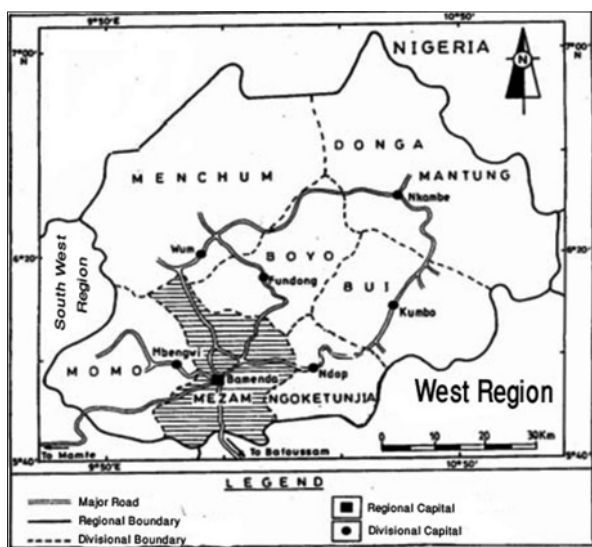 9°50'E
10°50'
7°00'
N
7°00'
N
NIGERIA
N
DONGA
MENCHUM
MANTUNG
Nkambe
Wum
6°20'
6°20'
BOYO
Fundong
BUI
South West
Region
Kumbo
Mbengwi
MOMO
Ndop
Bamenda
MEZAM
NGOKETUNJIA
West Region
0 10 20 30Km
To Mamfe
To Bafoussam
5°40'
5°40'
9°50'E
10°50'
LEGEND
Major Road
Regional Boundary
Divisional Boundary
Regional Capital
Divisional Capital